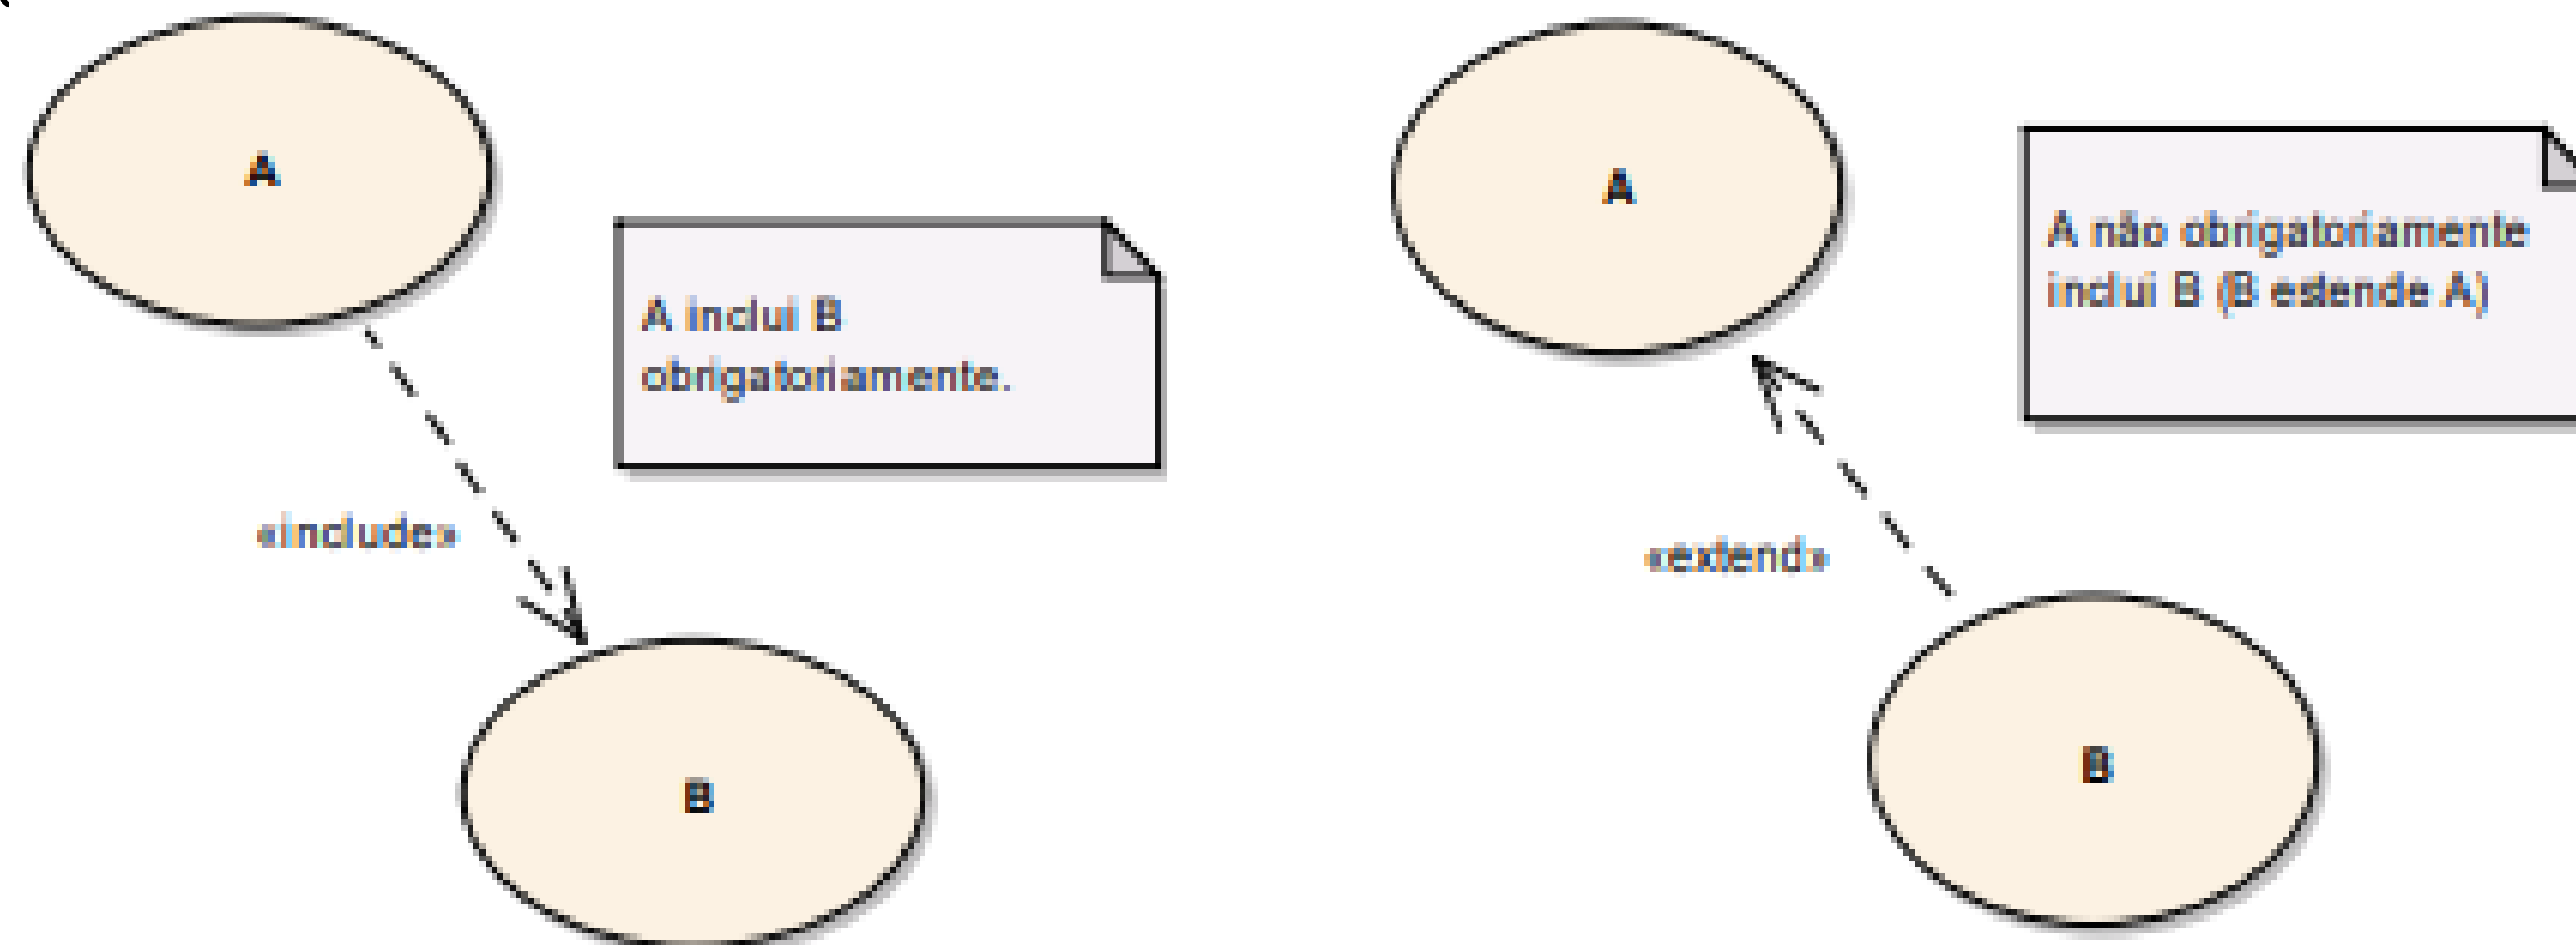 A
A inclui B
obrigatoriamente.
«include»
B
A
A não obrigatoriamente
inclui B (B estende A)
«extend»
B